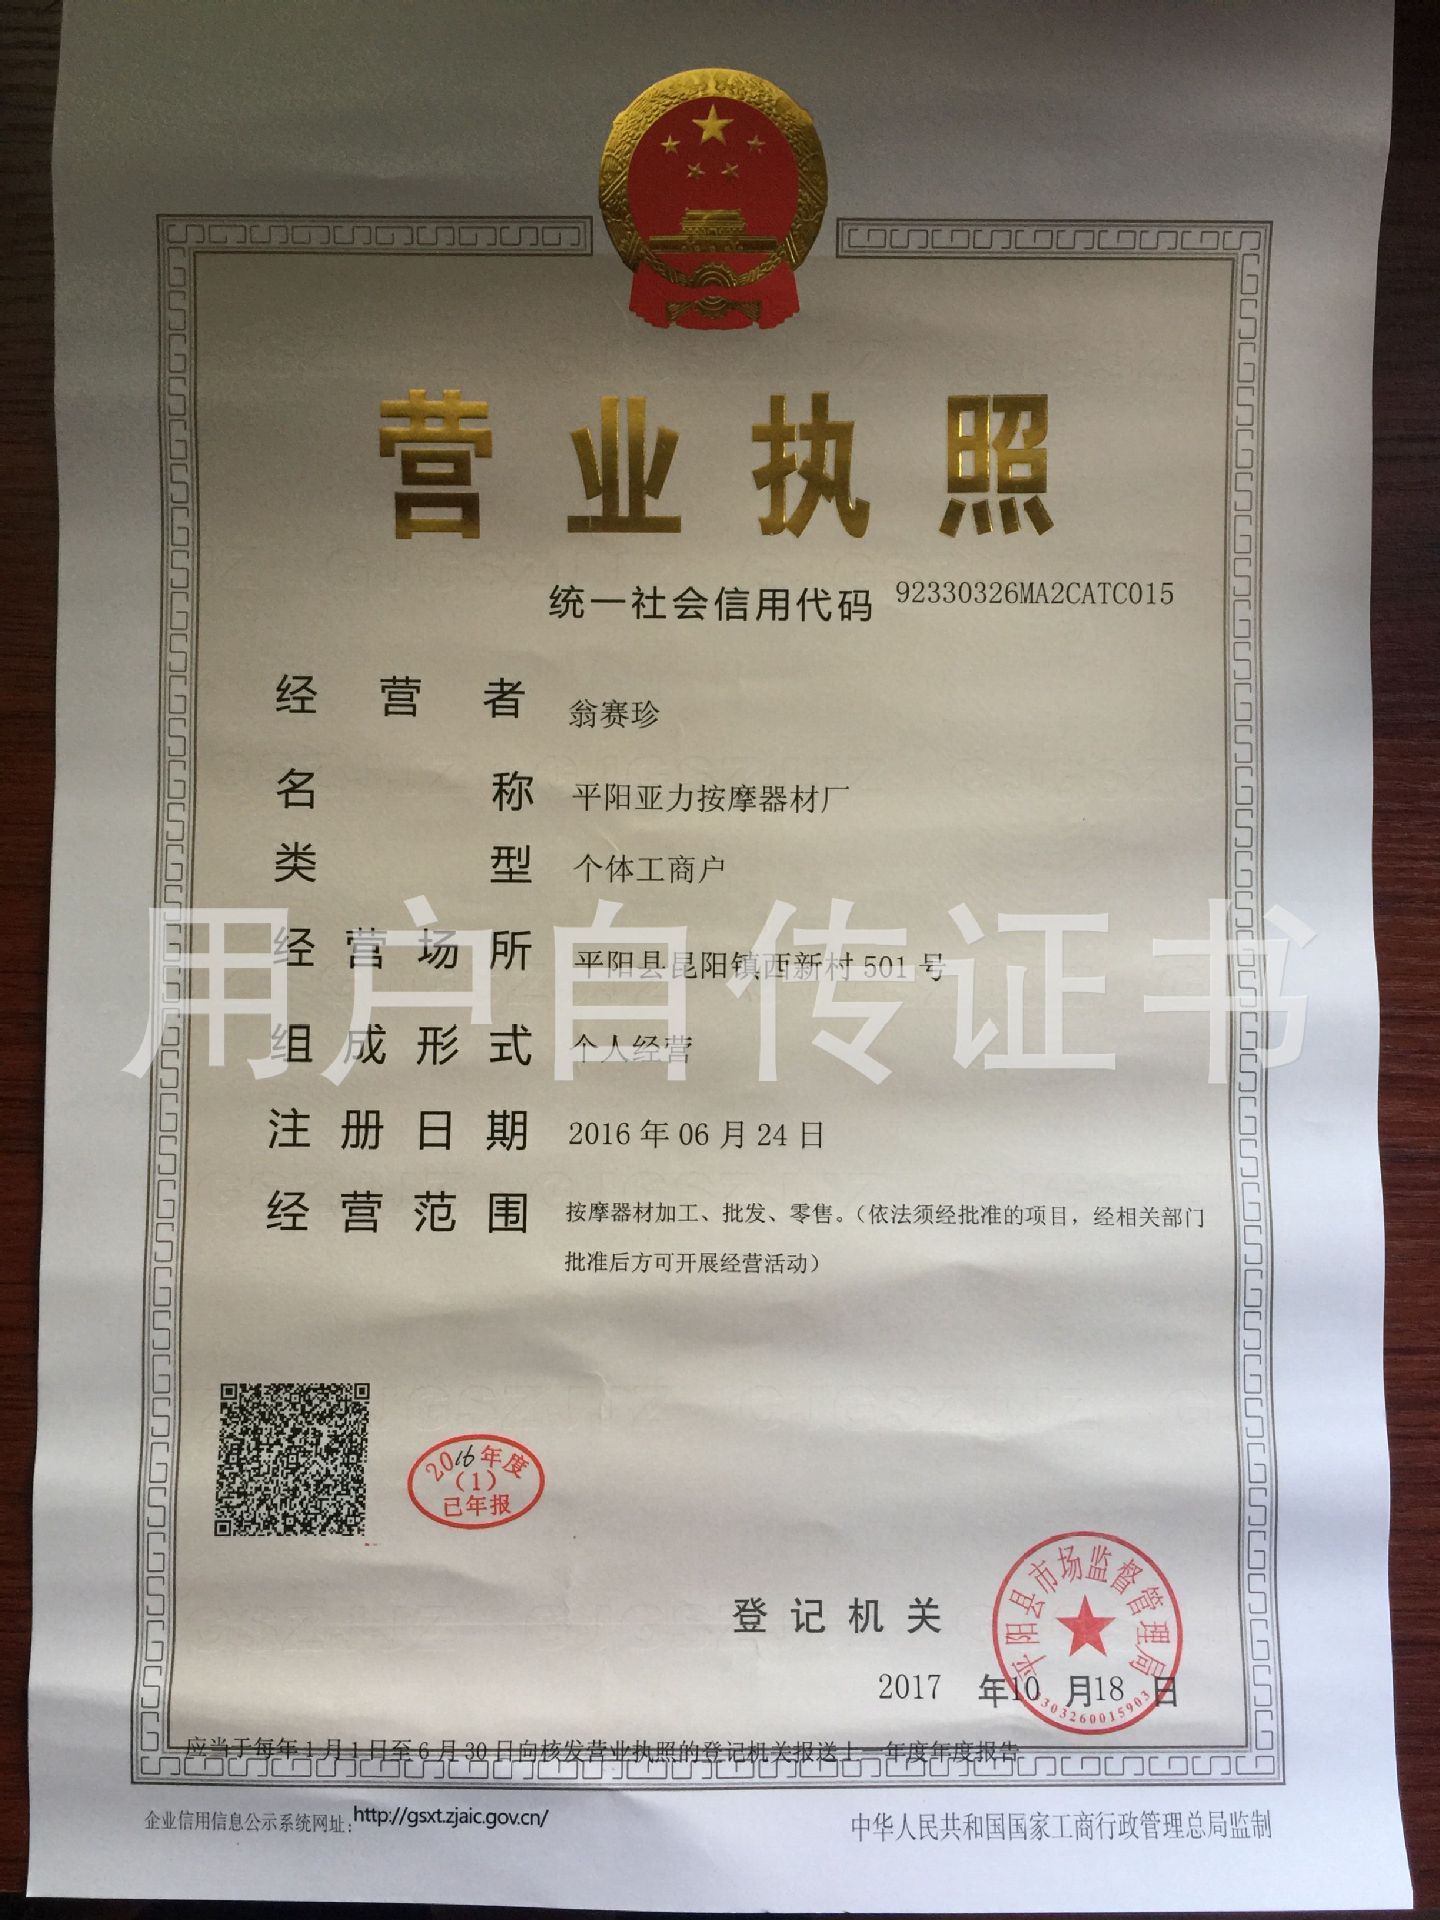 营业执照
统一社会信用代码 92330326MA2CATC015
经营者 翁赛珍
名称 平阳亚力按摩器材厂
类型 个体工商户
用户自传证书
经营场所 平阳县昆阳镇西新村501号
组成形式 个人经营
注册日期 2016年06月24日
经营范围 按摩器材加工、批发、零售。（依法须经批准的项目，经相关部门
批准后方可开展经营活动）
2016年度
（1）
已年报
登记机关
平阳县市场监督管理局
3303260015903
2017 年10 月18 日
应当于每年1月1日至6月30日向核发营业执照的登记机关报送上一年度年度报告
企业信用信息公示系统网址：http://gsxt.zjaic.gov.cn/
中华人民共和国国家工商行政管理总局监制